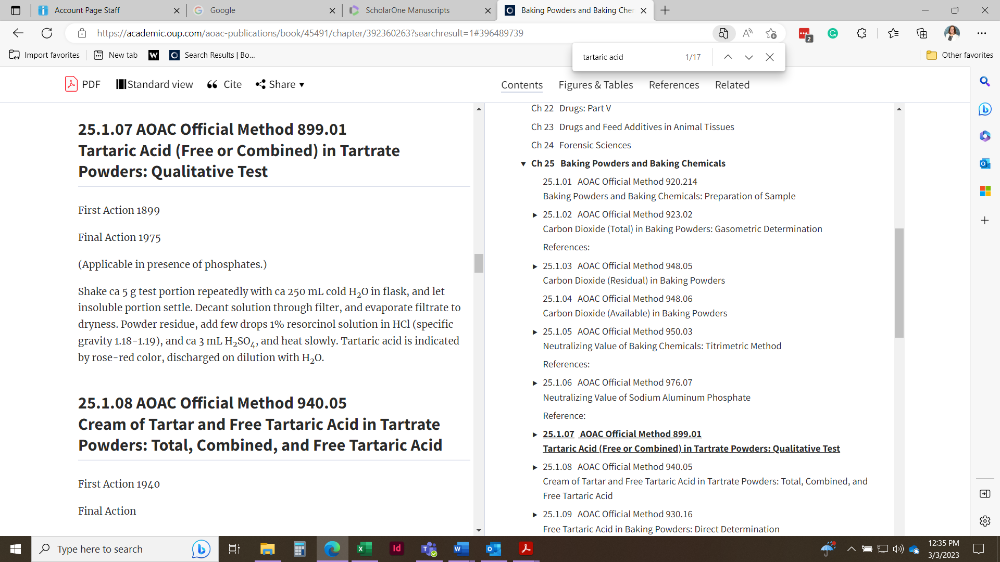 Account Page Staff
Google
ScholarOne Manuscripts
Baking Powders and Baking Cher
https://academic.oup.com/aoac-publications/book/45491/chapter/392360263?searchresult=1#396489739
2
Import favorites
New tab
W
Search Results | Bo...
tartaric acid
1/17
Other favorites
PDF
Standard view
Cite
Share
Contents
Figures & Tables
References
Related
25.1.07 AOAC Official Method 899.01
Tartaric Acid (Free or Combined) in Tartrate
Powders: Qualitative Test
First Action 1899
Final Action 1975
(Applicable in presence of phosphates.)
Shake ca 5 g test portion repeatedly with ca 250 mL cold H₂O in flask, and let
insoluble portion settle. Decant solution through filter, and evaporate filtrate to
dryness. Powder residue, add few drops 1% resorcinol solution in HCl (specific
gravity 1.18-1.19), and ca 3 mL H₂SO₄, and heat slowly. Tartaric acid is indicated
by rose-red color, discharged on dilution with H₂O.
25.1.08 AOAC Official Method 940.05
Cream of Tartar and Free Tartaric Acid in Tartrate
Powders: Total, Combined, and Free Tartaric Acid
First Action 1940
Final Action
Ch 22 Drugs: Part V
Ch 23 Drugs and Feed Additives in Animal Tissues
Ch 24 Forensic Sciences
Ch 25 Baking Powders and Baking Chemicals
25.1.01 AOAC Official Method 920.214
Baking Powders and Baking Chemicals: Preparation of Sample
25.1.02 AOAC Official Method 923.02
Carbon Dioxide (Total) in Baking Powders: Gasometric Determination
References:
25.1.03 AOAC Official Method 948.05
Carbon Dioxide (Residual) in Baking Powders
25.1.04 AOAC Official Method 948.06
Carbon Dioxide (Available) in Baking Powders
25.1.05 AOAC Official Method 950.03
Neutralizing Value of Baking Chemicals: Titrimetric Method
References:
25.1.06 AOAC Official Method 976.07
Neutralizing Value of Sodium Aluminum Phosphate
Reference:
25.1.07 AOAC Official Method 899.01
Tartaric Acid (Free or Combined) in Tartrate Powders: Qualitative Test
25.1.08 AOAC Official Method 940.05
Cream of Tartar and Free Tartaric Acid in Tartrate Powders: Total, Combined, and
Free Tartaric Acid
25.1.09 AOAC Official Method 930.16
Free Tartaric Acid in Baking Powders: Direct Determination
Type here to search
12:35 PM
3/3/2023